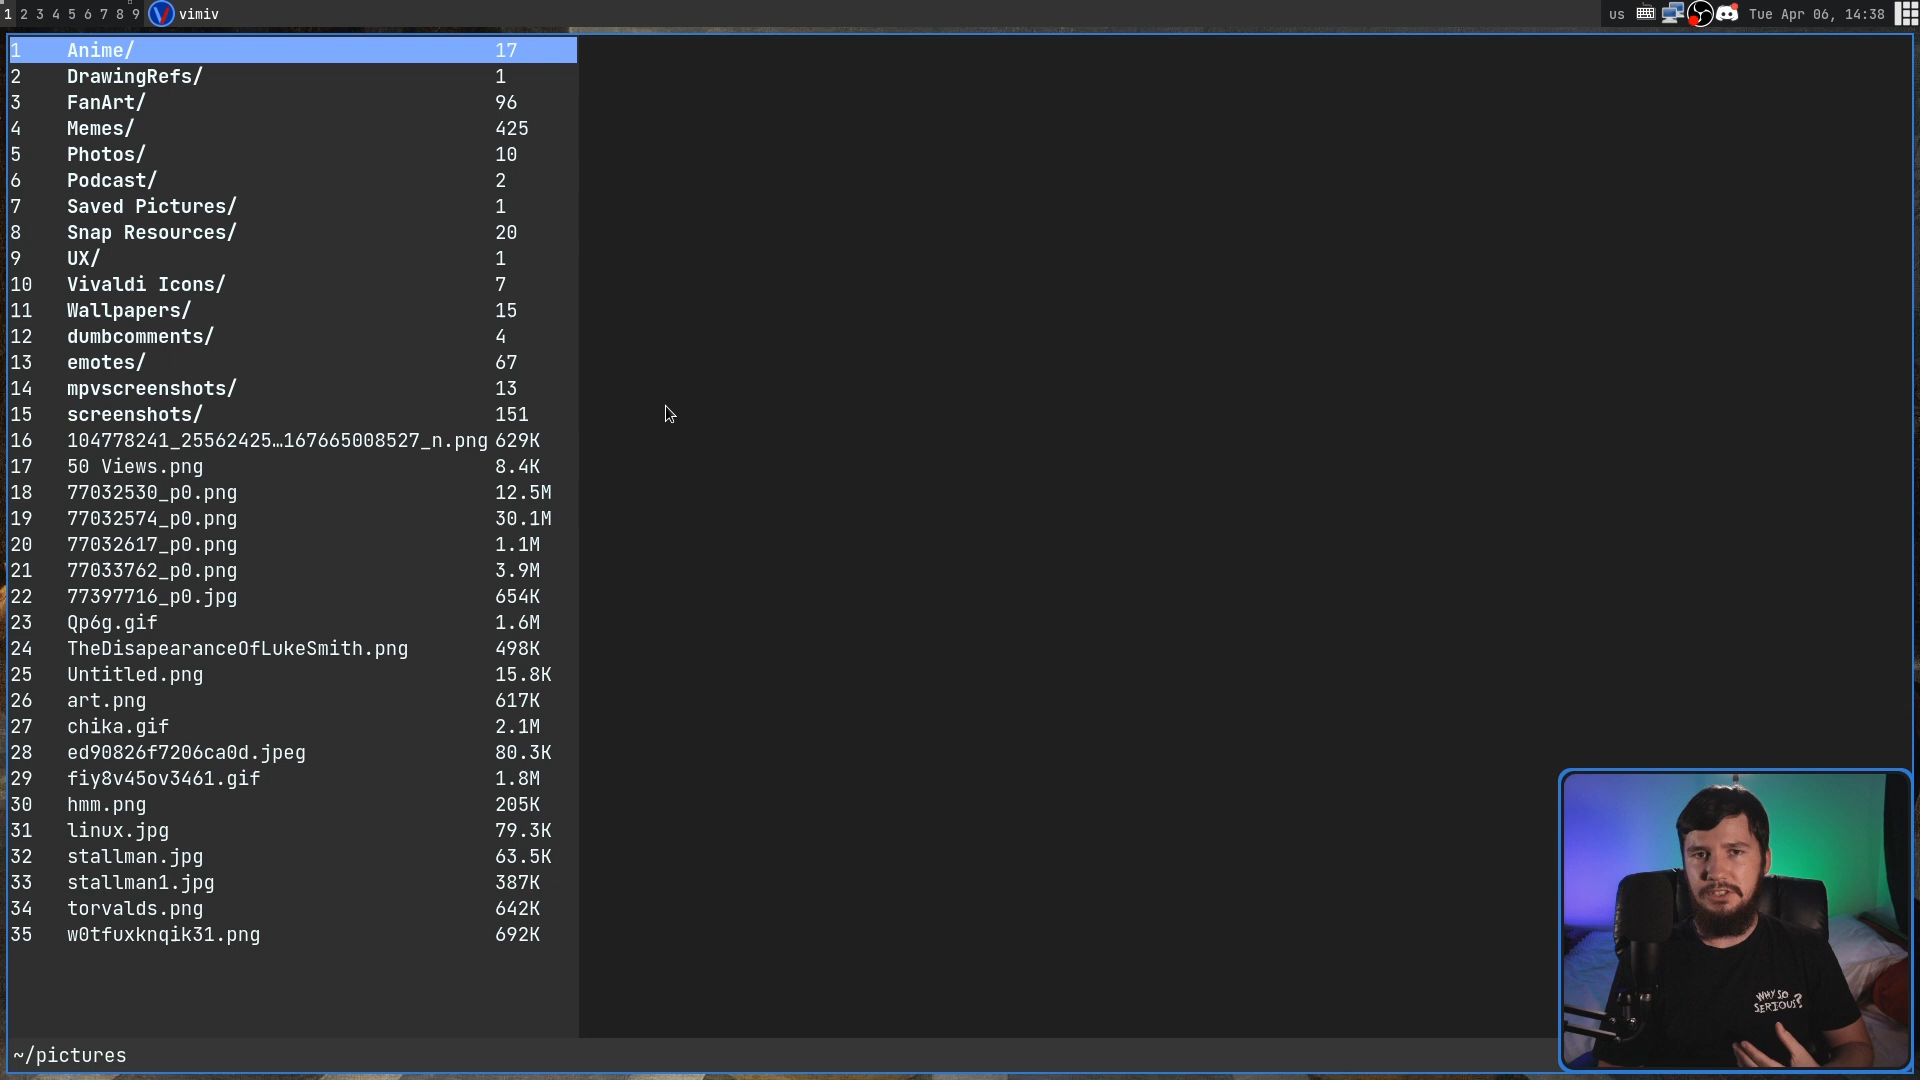 1 2 3 4 5 6 7 8 9 vimiv us Tue Apr 06, 14:38
1 Anime/ 17
2 DrawingRefs/ 1
3 FanArt/ 96
4 Memes/ 425
5 Photos/ 10
6 Podcast/ 2
7 Saved Pictures/ 1
8 Snap Resources/ 20
9 UX/ 1
10 Vivaldi Icons/ 7
11 Wallpapers/ 15
12 dumbcomments/ 4
13 emotes/ 67
14 mpvscreenshots/ 13
15 screenshots/ 151
16 104778241_25562425…167665008527_n.png 629K
17 50 Views.png 8.4K
18 77032530_p0.png 12.5M
19 77032574_p0.png 30.1M
20 77032617_p0.png 1.1M
21 77033762_p0.png 3.9M
22 77397716_p0.jpg 654K
23 Qp6g.gif 1.6M
24 TheDisapearanceOfLukeSmith.png 498K
25 Untitled.png 15.8K
26 art.png 617K
27 chika.gif 2.1M
28 ed90826f7206ca0d.jpeg 80.3K
29 fiy8v45ov3461.gif 1.8M
30 hmm.png 205K
31 linux.jpg 79.3K
32 stallman.jpg 63.5K
33 stallman1.jpg 387K
34 torvalds.png 642K
35 w0tfuxknqik31.png 692K
WHY SO
SERIOUS?
~/pictures